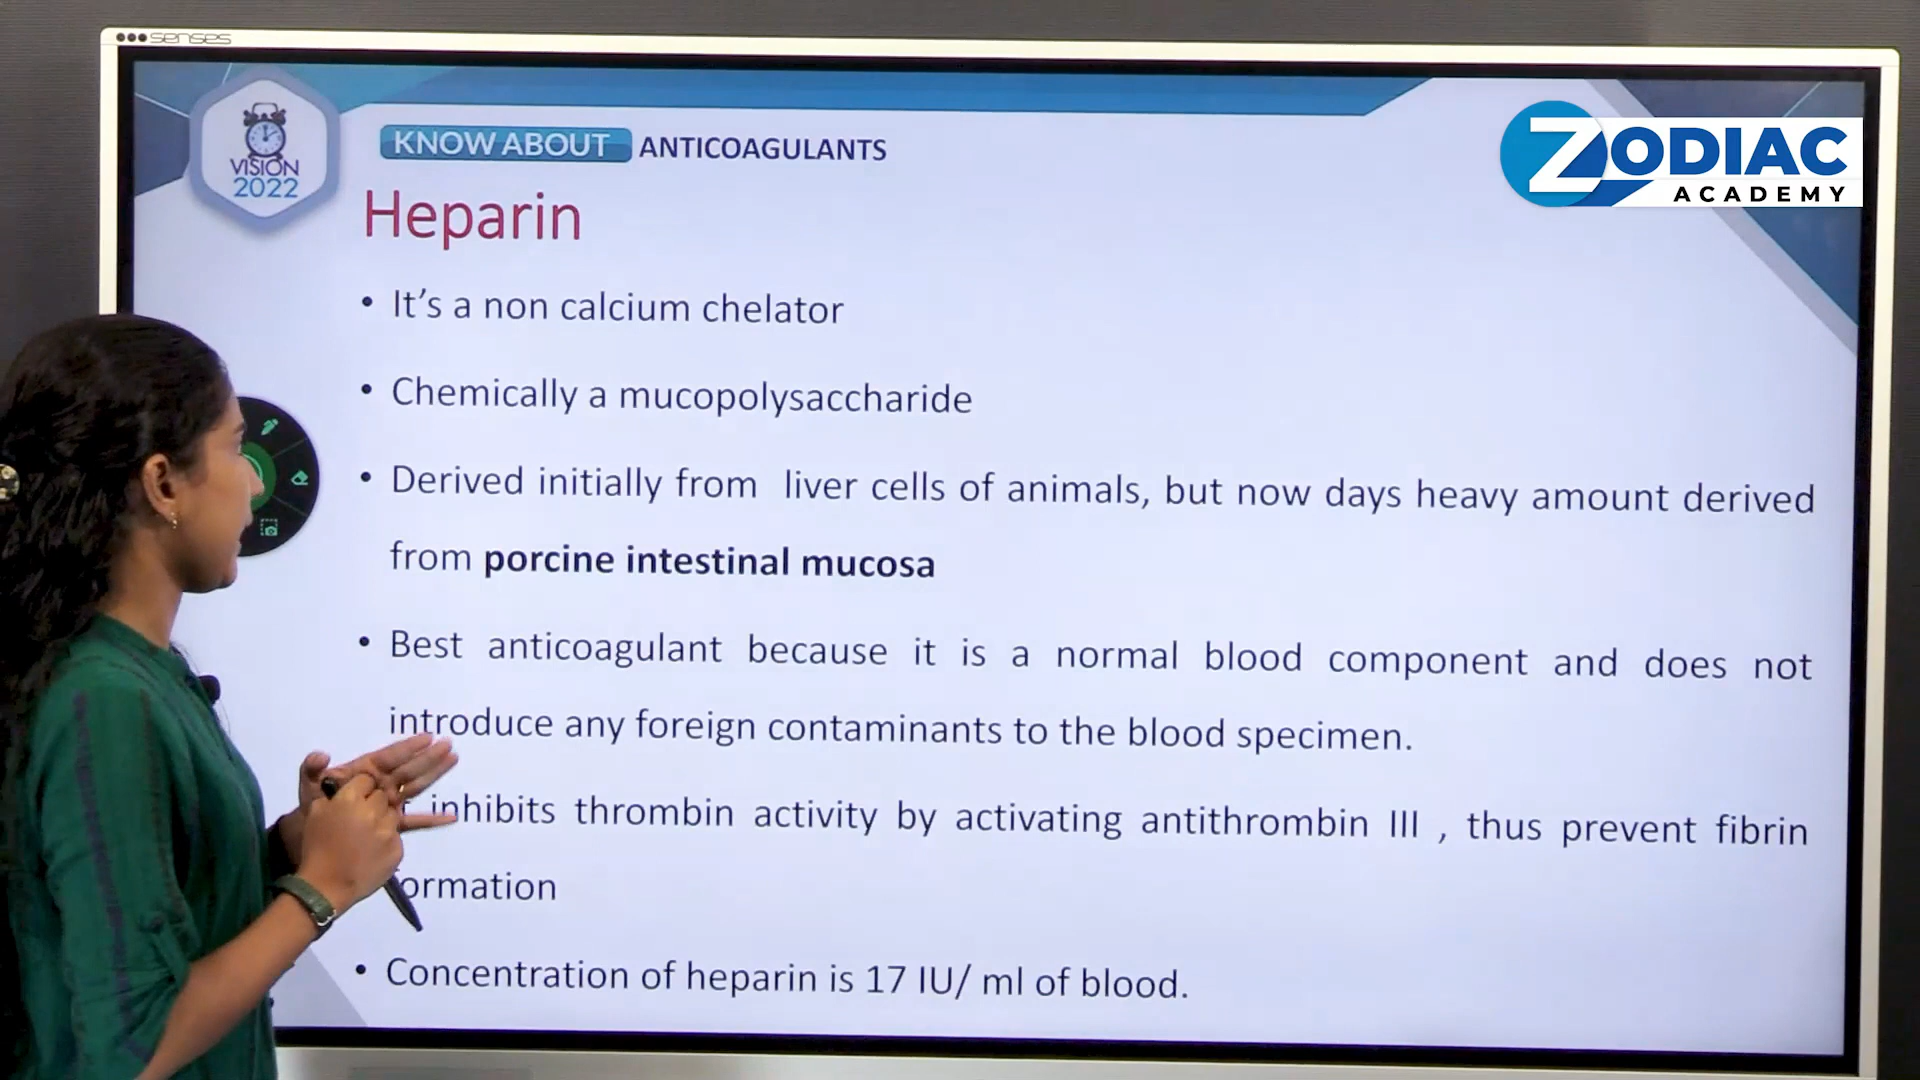 senses
VISION
2022
KNOW ABOUT ANTICOAGULANTS
ZODIAC
ACADEMY
Heparin
• It's a non calcium chelator
• Chemically a mucopolysaccharide
• Derived initially from liver cells of animals, but now days heavy amount derived
from porcine intestinal mucosa
• Best anticoagulant because it is a normal blood component and does not
introduce any foreign contaminants to the blood specimen.
inhibits thrombin activity by activating antithrombin III , thus prevent fibrin
ormation
• Concentration of heparin is 17 IU/ ml of blood.